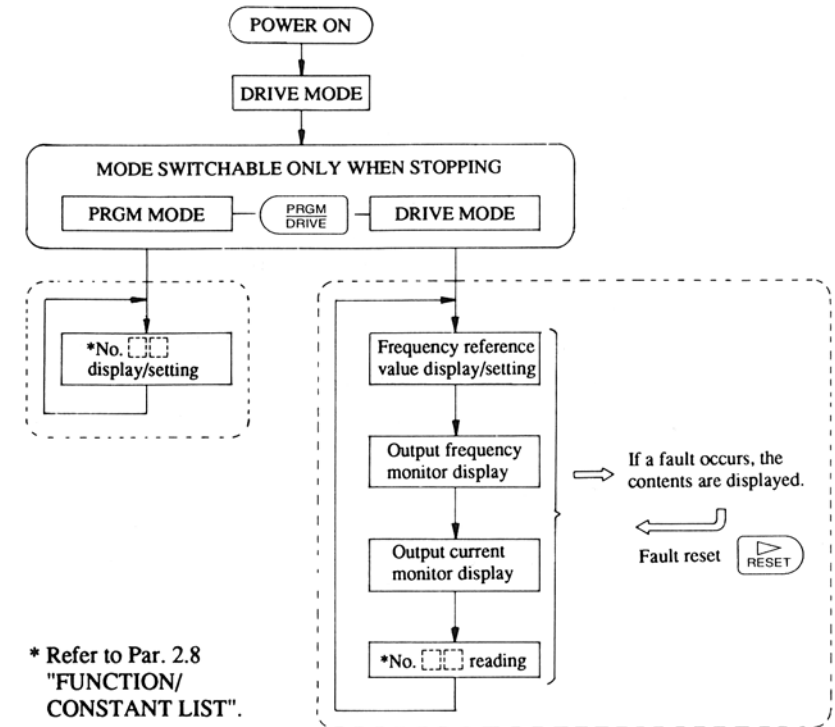 POWER ON
DRIVE MODE
MODE SWITCHABLE ONLY WHEN STOPPING
PRGM MODE
PRGM
DRIVE
DRIVE MODE
*No.
display/setting
Frequency reference
value display/setting
Output frequency
monitor display
Output current
monitor display
*No. reading
If a fault occurs, the
contents are displayed.
Fault reset
RESET
* Refer to Par. 2.8
"FUNCTION/
CONSTANT LIST".